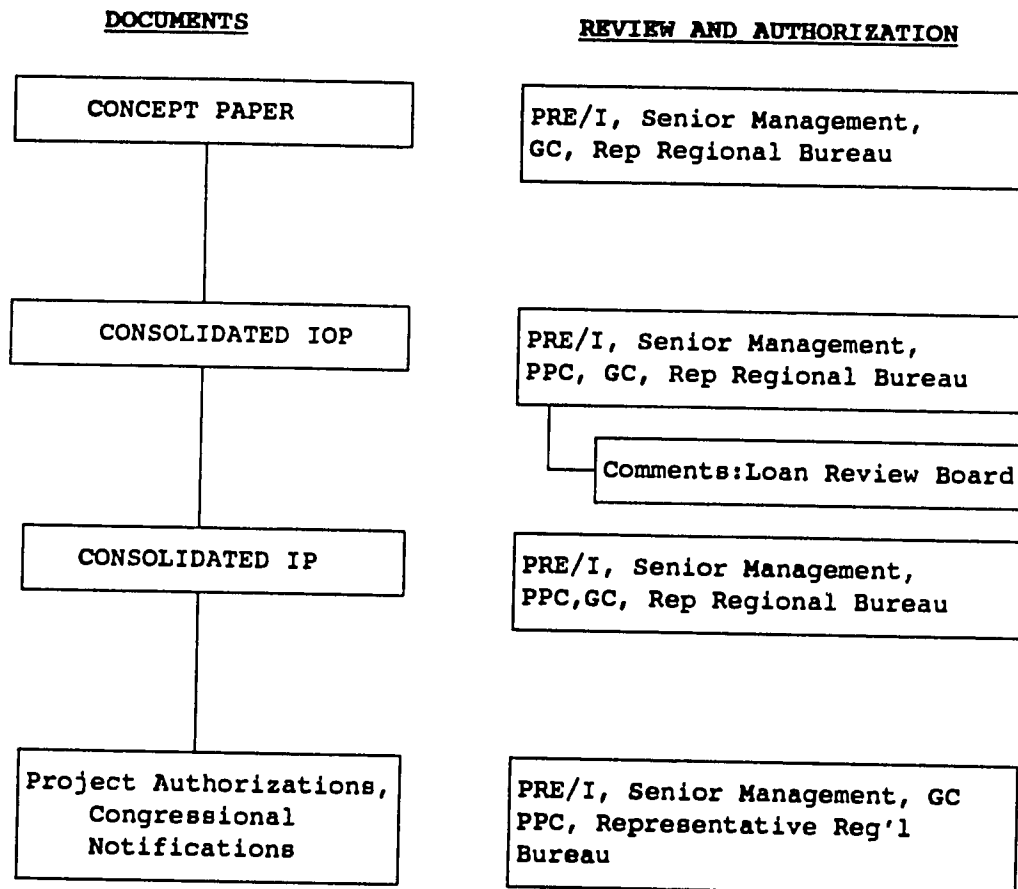 DOCUMENTS
REVIEW AND AUTHORIZATION
CONCEPT PAPER
PRE/I, Senior Management,
GC, Rep Regional Bureau
CONSOLIDATED IOP
PRE/I, Senior Management,
PPC, GC, Rep Regional Bureau
Comments:Loan Review Board
CONSOLIDATED IP
PRE/I, Senior Management,
PPC,GC, Rep Regional Bureau
Project Authorizations,
Congressional
Notifications
PRE/I, Senior Management, GC
PPC, Representative Reg'l
Bureau